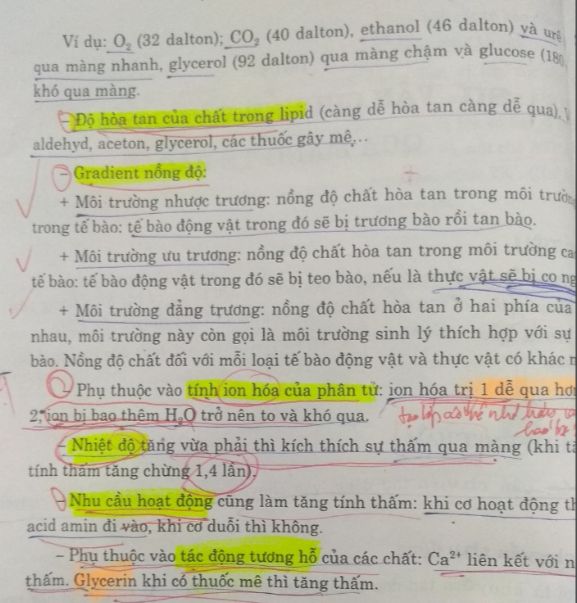 Ví dụ: O₂ (32 dalton); CO₂ (40 dalton), ethanol (46 dalton) và urê
qua màng nhanh, glycerol (92 dalton) qua màng chậm và glucose (180
khó qua màng.
- Độ hòa tan của chất trong lipid (càng dễ hòa tan càng dễ qua),
aldehyd, aceton, glycerol, các thuốc gây mê,..
- Gradient nồng độ:
+ Môi trường nhược trương: nồng độ chất hòa tan trong môi trường
trong tế bào: tế bào động vật trong đó sẽ bị trương bào rồi tan bào.
+ Môi trường ưu trương: nồng độ chất hòa tan trong môi trường
tế bào: tế bào động vật trong đó sẽ bị teo bào, nếu là thực vật sẽ bị co
+ Môi trường đẳng trương: nồng độ chất hòa tan ở hai phía của
nhau, môi trường này còn gọi là môi trường sinh lý thích hợp với sự
bào. Nồng độ chất đối với mỗi loại tế bào động vật và thực vật có khác
- Phụ thuộc vào tính ion hóa của phân tử: ion hóa trị 1 dễ qua
2, ion bị bao thêm H₂O trở nên to và khó qua. tạo lớp
- Nhiệt độ tăng vừa phải thì kích thích sự thấm qua màng (khi
tính thấm tăng chừng 1,4 lần).
- Nhu cầu hoạt động cũng làm tăng tính thấm: khi cơ hoạt động
acid amin đi vào, khi cơ duỗi thì không.
- Phụ thuộc vào tác động tương hỗ của các chất: Ca²⁺ liên kết với
thấm. Glycerin khi có thuốc mê thì tăng thấm.